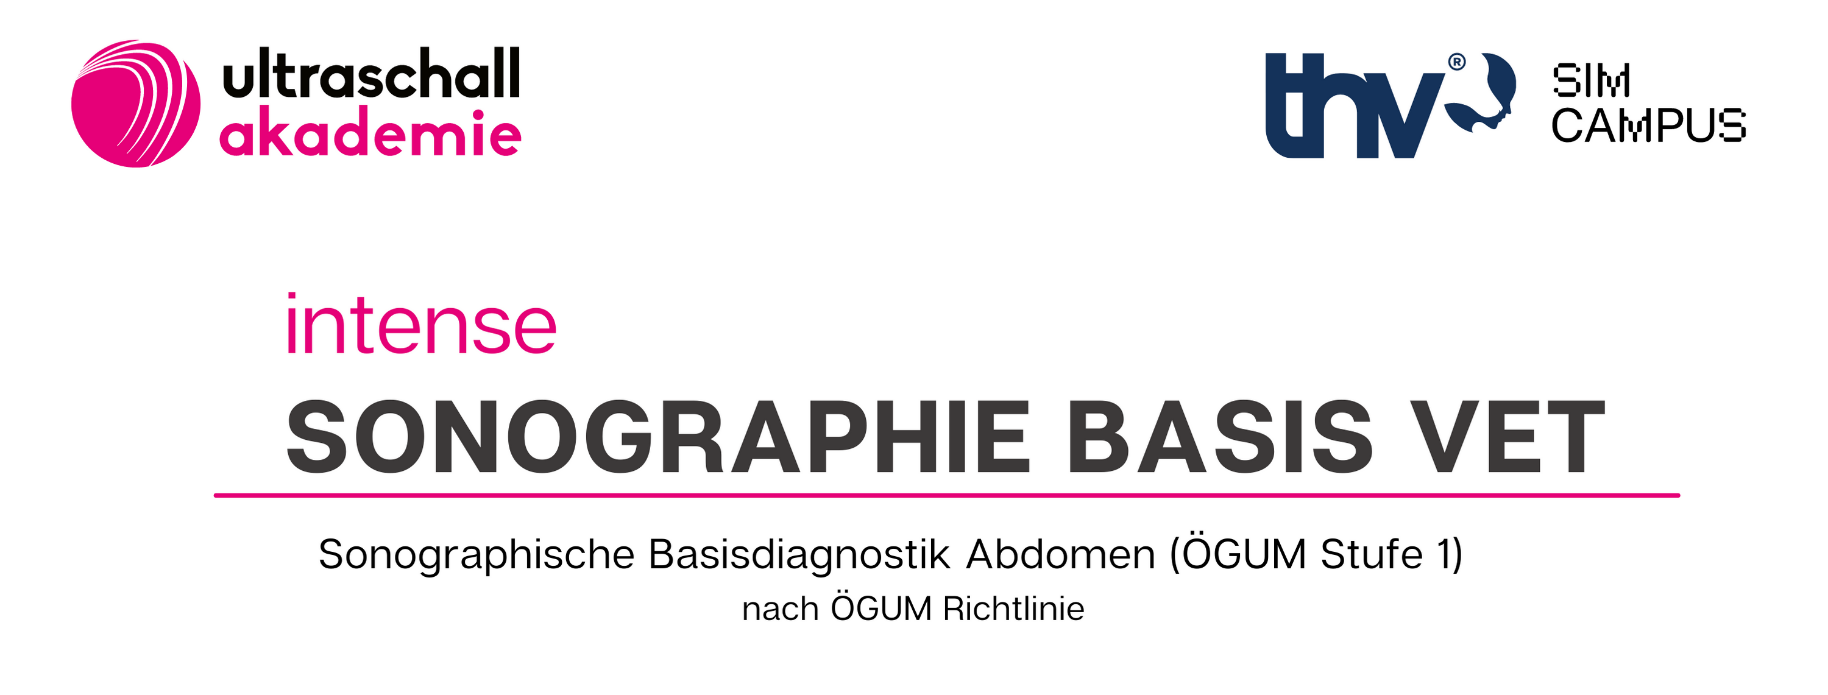 ultraschall
akademie
thv®
SIM
CAMPUS
intense
SONOGRAPHIE BASIS VET
Sonographische Basisdiagnostik Abdomen (ÖGUM Stufe 1)
nach ÖGUM Richtlinie